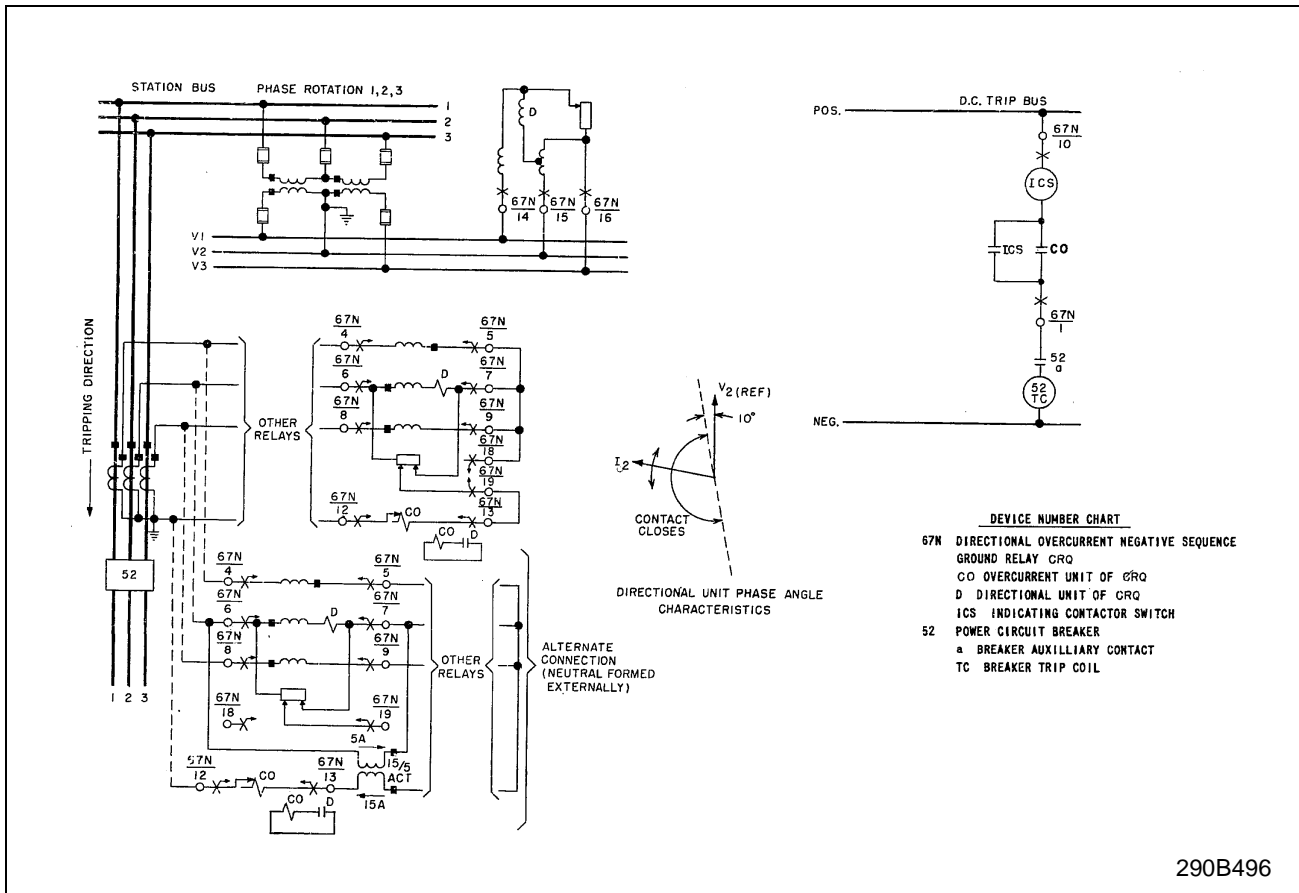 STATION BUS
PHASE ROTATION 1,2,3
1
2
3
D
67N
14
67N
15
67N
16
V1
V2
V3
POS.
D.C. TRIP BUS
67N
10
ICS
ICS
CO
67N
1
52
a
52
TC
NEG.
TRIPPING DIRECTION
OTHER
RELAYS
67N
4
67N
5
67N
6
D
67N
7
67N
8
67N
9
67N
18
67N
19
67N
12
CO
67N
13
CO
D
52
1 2 3
67N
4
67N
5
67N
6
D
67N
7
67N
8
67N
9
67N
18
67N
19
5A
15/5
ACT
15A
67N
12
CO
67N
13
CO
D
OTHER
RELAYS
ALTERNATE
CONNECTION
(NEUTRAL FORMED
EXTERNALLY)
V2 (REF)
10°
I2
CONTACT
CLOSES
DIRECTIONAL UNIT PHASE ANGLE
CHARACTERISTICS
DEVICE NUMBER CHART
67N DIRECTIONAL OVERCURRENT NEGATIVE SEQUENCE
GROUND RELAY CRQ
CO OVERCURRENT UNIT OF CRQ
D DIRECTIONAL UNIT OF CRQ
ICS INDICATING CONTACTOR SWITCH
52 POWER CIRCUIT BREAKER
a BREAKER AUXILLIARY CONTACT
TC BREAKER TRIP COIL
290B496